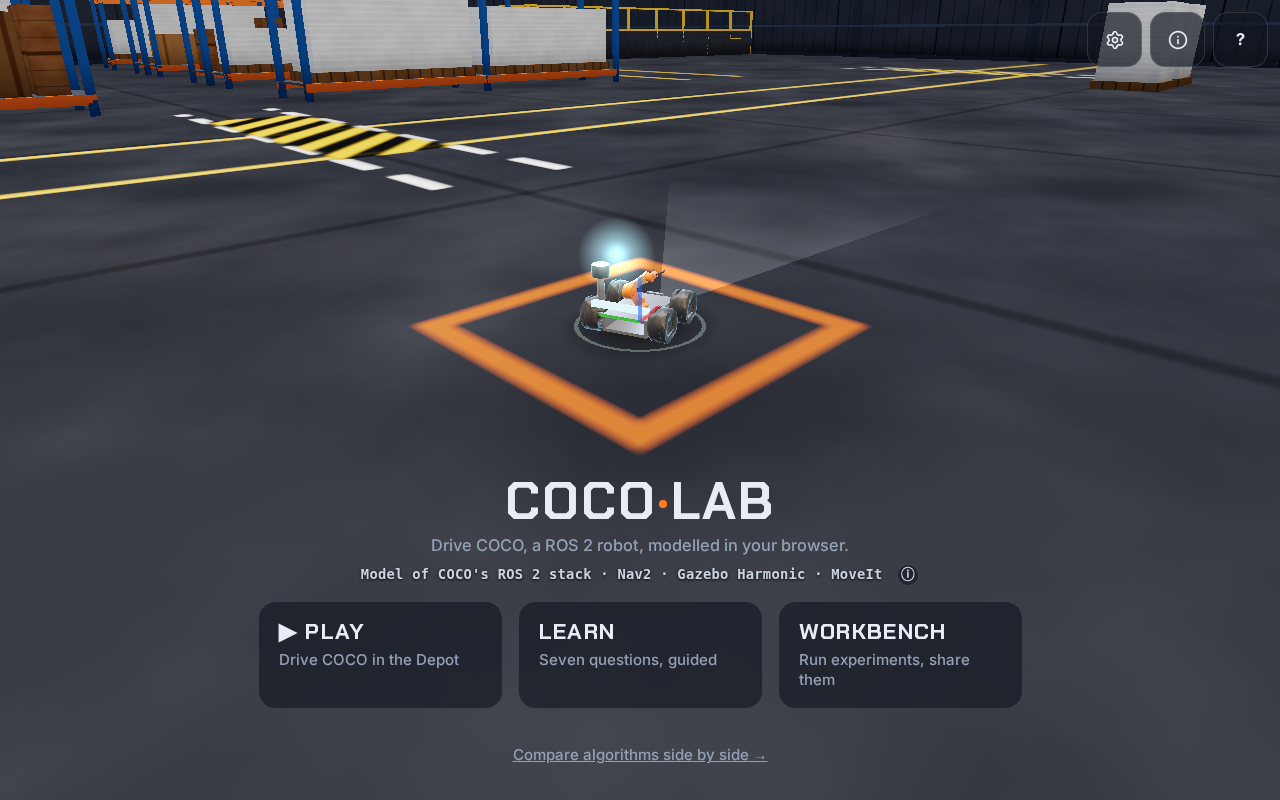 ?
COCO·LAB
Drive COCO, a ROS 2 robot, modelled in your browser.
Model of COCO's ROS 2 stack · Nav2 · Gazebo Harmonic · MoveIt ⓘ
▶ PLAY
Drive COCO in the Depot
LEARN
Seven questions, guided
WORKBENCH
Run experiments, share
them
Compare algorithms side by side →